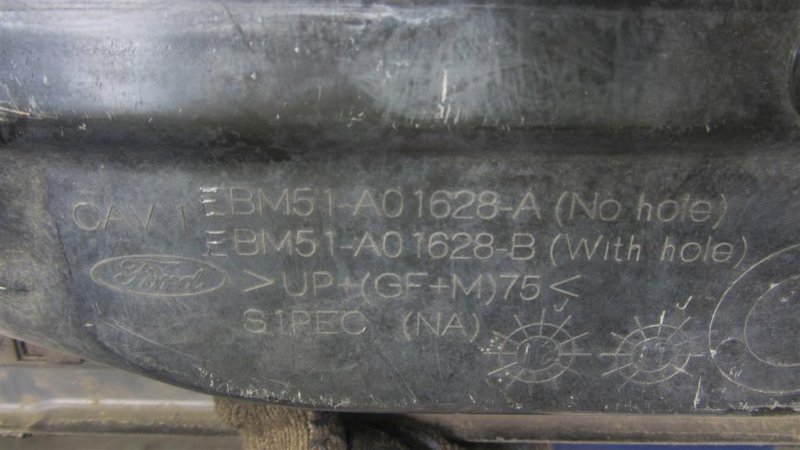 CAV 1 EBM51-A01628-A (No hole)
EBM51-A01628-B (With hole)
Ford >UP+(GF+M)75<
S1PEC (NA)